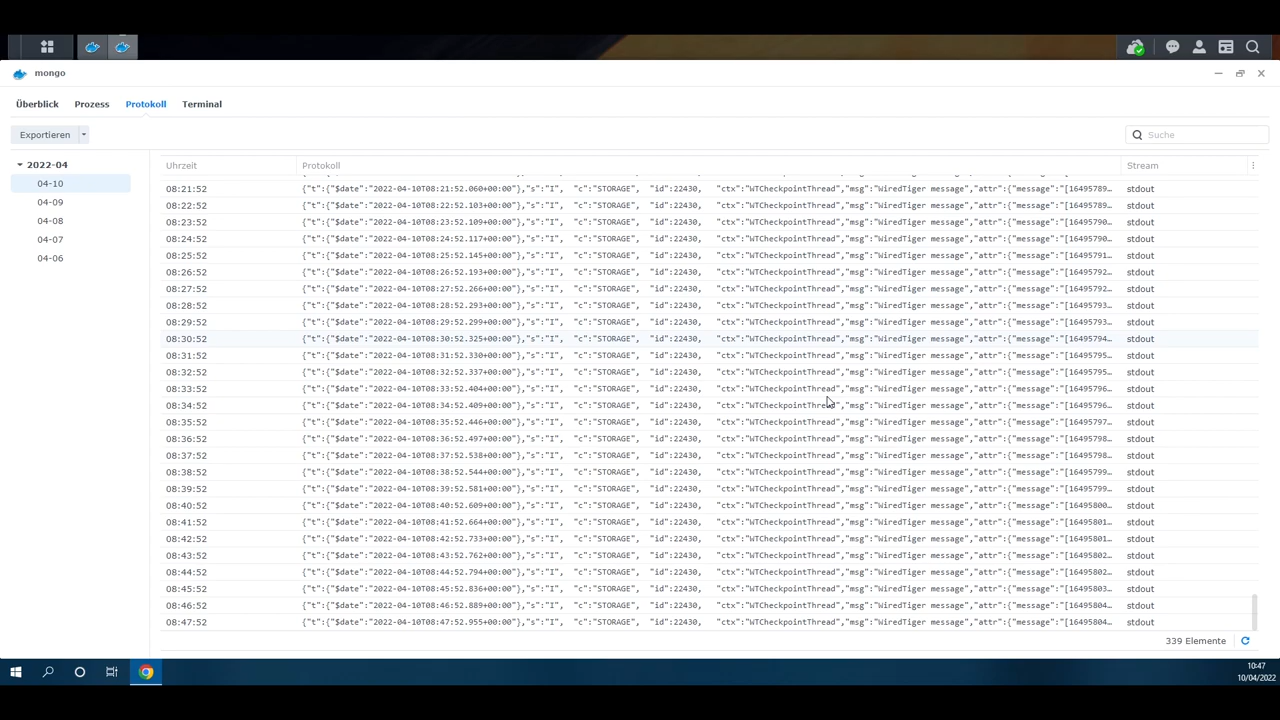 mongo
Überblick Prozess Protokoll Terminal
Exportieren
Suche
2022-04
04-10
04-09
04-08
04-07
04-06
Uhrzeit Protokoll Stream
08:21:52 {"t":{"$date":"2022-04-10T08:21:52.060+00:00"},"s":"I", "c":"STORAGE", "id":22430, "ctx":"WTCheckpointThread","msg":"WiredTiger message","attr":{"message":"[16495789… stdout
08:22:52 {"t":{"$date":"2022-04-10T08:22:52.103+00:00"},"s":"I", "c":"STORAGE", "id":22430, "ctx":"WTCheckpointThread","msg":"WiredTiger message","attr":{"message":"[16495789… stdout
08:23:52 {"t":{"$date":"2022-04-10T08:23:52.109+00:00"},"s":"I", "c":"STORAGE", "id":22430, "ctx":"WTCheckpointThread","msg":"WiredTiger message","attr":{"message":"[16495790… stdout
08:24:52 {"t":{"$date":"2022-04-10T08:24:52.117+00:00"},"s":"I", "c":"STORAGE", "id":22430, "ctx":"WTCheckpointThread","msg":"WiredTiger message","attr":{"message":"[16495790… stdout
08:25:52 {"t":{"$date":"2022-04-10T08:25:52.145+00:00"},"s":"I", "c":"STORAGE", "id":22430, "ctx":"WTCheckpointThread","msg":"WiredTiger message","attr":{"message":"[16495791… stdout
08:26:52 {"t":{"$date":"2022-04-10T08:26:52.193+00:00"},"s":"I", "c":"STORAGE", "id":22430, "ctx":"WTCheckpointThread","msg":"WiredTiger message","attr":{"message":"[16495792… stdout
08:27:52 {"t":{"$date":"2022-04-10T08:27:52.266+00:00"},"s":"I", "c":"STORAGE", "id":22430, "ctx":"WTCheckpointThread","msg":"WiredTiger message","attr":{"message":"[16495792… stdout
08:28:52 {"t":{"$date":"2022-04-10T08:28:52.293+00:00"},"s":"I", "c":"STORAGE", "id":22430, "ctx":"WTCheckpointThread","msg":"WiredTiger message","attr":{"message":"[16495793… stdout
08:29:52 {"t":{"$date":"2022-04-10T08:29:52.299+00:00"},"s":"I", "c":"STORAGE", "id":22430, "ctx":"WTCheckpointThread","msg":"WiredTiger message","attr":{"message":"[16495793… stdout
08:30:52 {"t":{"$date":"2022-04-10T08:30:52.325+00:00"},"s":"I", "c":"STORAGE", "id":22430, "ctx":"WTCheckpointThread","msg":"WiredTiger message","attr":{"message":"[16495794… stdout
08:31:52 {"t":{"$date":"2022-04-10T08:31:52.330+00:00"},"s":"I", "c":"STORAGE", "id":22430, "ctx":"WTCheckpointThread","msg":"WiredTiger message","attr":{"message":"[16495795… stdout
08:32:52 {"t":{"$date":"2022-04-10T08:32:52.337+00:00"},"s":"I", "c":"STORAGE", "id":22430, "ctx":"WTCheckpointThread","msg":"WiredTiger message","attr":{"message":"[16495795… stdout
08:33:52 {"t":{"$date":"2022-04-10T08:33:52.404+00:00"},"s":"I", "c":"STORAGE", "id":22430, "ctx":"WTCheckpointThread","msg":"WiredTiger message","attr":{"message":"[16495796… stdout
08:34:52 {"t":{"$date":"2022-04-10T08:34:52.409+00:00"},"s":"I", "c":"STORAGE", "id":22430, "ctx":"WTCheckpointThread","msg":"WiredTiger message","attr":{"message":"[16495796… stdout
08:35:52 {"t":{"$date":"2022-04-10T08:35:52.446+00:00"},"s":"I", "c":"STORAGE", "id":22430, "ctx":"WTCheckpointThread","msg":"WiredTiger message","attr":{"message":"[16495797… stdout
08:36:52 {"t":{"$date":"2022-04-10T08:36:52.497+00:00"},"s":"I", "c":"STORAGE", "id":22430, "ctx":"WTCheckpointThread","msg":"WiredTiger message","attr":{"message":"[16495798… stdout
08:37:52 {"t":{"$date":"2022-04-10T08:37:52.538+00:00"},"s":"I", "c":"STORAGE", "id":22430, "ctx":"WTCheckpointThread","msg":"WiredTiger message","attr":{"message":"[16495798… stdout
08:38:52 {"t":{"$date":"2022-04-10T08:38:52.544+00:00"},"s":"I", "c":"STORAGE", "id":22430, "ctx":"WTCheckpointThread","msg":"WiredTiger message","attr":{"message":"[16495799… stdout
08:39:52 {"t":{"$date":"2022-04-10T08:39:52.581+00:00"},"s":"I", "c":"STORAGE", "id":22430, "ctx":"WTCheckpointThread","msg":"WiredTiger message","attr":{"message":"[16495799… stdout
08:40:52 {"t":{"$date":"2022-04-10T08:40:52.609+00:00"},"s":"I", "c":"STORAGE", "id":22430, "ctx":"WTCheckpointThread","msg":"WiredTiger message","attr":{"message":"[16495800… stdout
08:41:52 {"t":{"$date":"2022-04-10T08:41:52.664+00:00"},"s":"I", "c":"STORAGE", "id":22430, "ctx":"WTCheckpointThread","msg":"WiredTiger message","attr":{"message":"[16495801… stdout
08:42:52 {"t":{"$date":"2022-04-10T08:42:52.733+00:00"},"s":"I", "c":"STORAGE", "id":22430, "ctx":"WTCheckpointThread","msg":"WiredTiger message","attr":{"message":"[16495801… stdout
08:43:52 {"t":{"$date":"2022-04-10T08:43:52.762+00:00"},"s":"I", "c":"STORAGE", "id":22430, "ctx":"WTCheckpointThread","msg":"WiredTiger message","attr":{"message":"[16495802… stdout
08:44:52 {"t":{"$date":"2022-04-10T08:44:52.794+00:00"},"s":"I", "c":"STORAGE", "id":22430, "ctx":"WTCheckpointThread","msg":"WiredTiger message","attr":{"message":"[16495802… stdout
08:45:52 {"t":{"$date":"2022-04-10T08:45:52.836+00:00"},"s":"I", "c":"STORAGE", "id":22430, "ctx":"WTCheckpointThread","msg":"WiredTiger message","attr":{"message":"[16495803… stdout
08:46:52 {"t":{"$date":"2022-04-10T08:46:52.889+00:00"},"s":"I", "c":"STORAGE", "id":22430, "ctx":"WTCheckpointThread","msg":"WiredTiger message","attr":{"message":"[16495804… stdout
08:47:52 {"t":{"$date":"2022-04-10T08:47:52.955+00:00"},"s":"I", "c":"STORAGE", "id":22430, "ctx":"WTCheckpointThread","msg":"WiredTiger message","attr":{"message":"[16495804… stdout
339 Elemente
10:47
10/04/2022